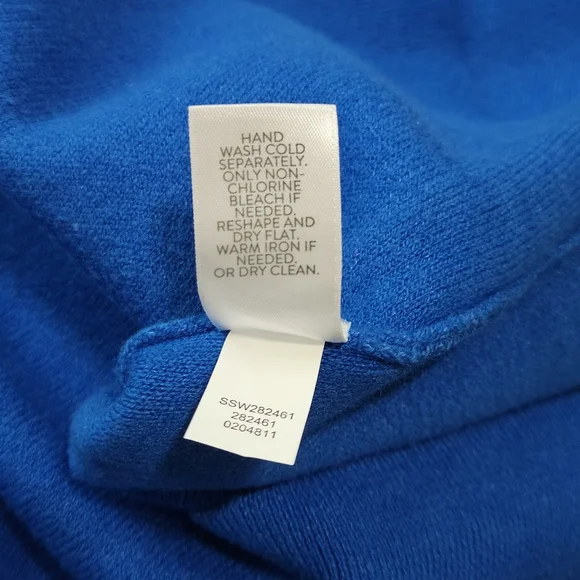 HAND
WASH COLD
SEPARATELY.
ONLY NON-
CHLORINE
BLEACH IF
NEEDED.
RESHAPE AND
DRY FLAT.
WARM IRON IF
NEEDED.
OR DRY CLEAN.
SSW282461
282461
0204811